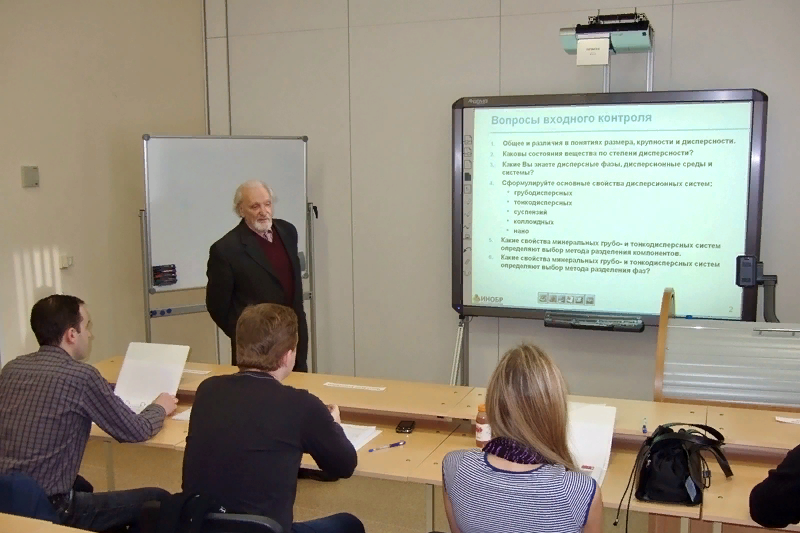 Вопросы входного контроля
1. Общее и различия в понятиях размера, крупности и дисперсности.
2. Каковы состояния вещества по степени дисперсности?
3. Какие Вы знаете дисперсные фазы, дисперсионные среды и
системы?
4. Сформулируйте основные свойства дисперсионных систем:
• грубодисперсных
• тонкодисперсных
• суспензий
• коллоидных
• нано
5. Какие свойства минеральных грубо- и тонкодисперсных систем
определяют выбор метода разделения компонентов.
6. Какие свойства минеральных грубо- и тонкодисперсных систем
определяют выбор метода разделения фаз?
ИНОБР
2